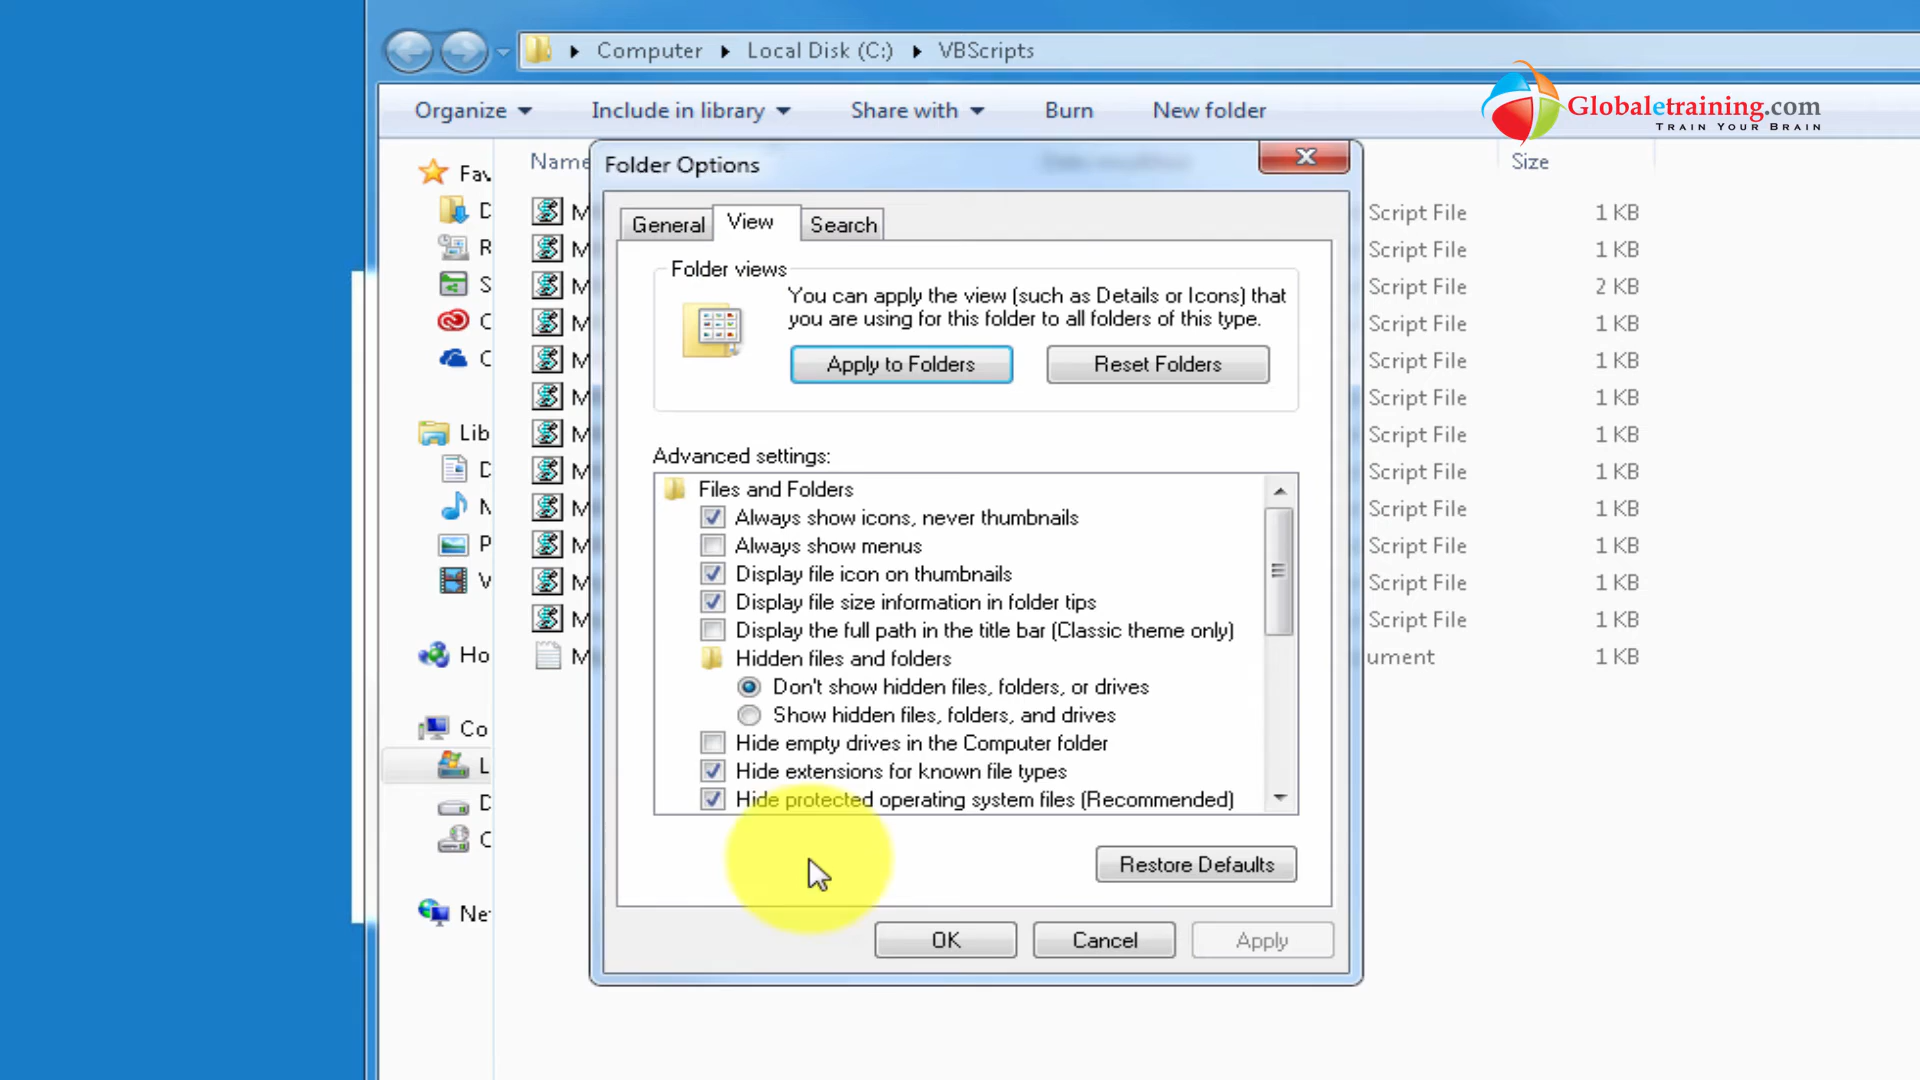 Computer Local Disk (C:) VBScripts
Organize Include in library Share with Burn New folder
Globaletraining.com
TRAIN YOUR BRAIN
Name
Size
Folder Options
General View Search
Folder views
You can apply the view (such as Details or Icons) that
you are using for this folder to all folders of this type.
Apply to Folders Reset Folders
Advanced settings:
Files and Folders
Always show icons, never thumbnails
Always show menus
Display file icon on thumbnails
Display file size information in folder tips
Display the full path in the title bar (Classic theme only)
Hidden files and folders
Don't show hidden files, folders, or drives
Show hidden files, folders, and drives
Hide empty drives in the Computer folder
Hide extensions for known file types
Hide protected operating system files (Recommended)
Restore Defaults
OK Cancel Apply
Fav
D
R
S
C
C
Lib
D
M
P
V
Ho
Co
L
D
C
Net
M Script File 1 KB
M Script File 1 KB
M Script File 2 KB
M Script File 1 KB
M Script File 1 KB
M Script File 1 KB
M Script File 1 KB
M Script File 1 KB
M Script File 1 KB
M Script File 1 KB
M Script File 1 KB
M Script File 1 KB
M ument 1 KB